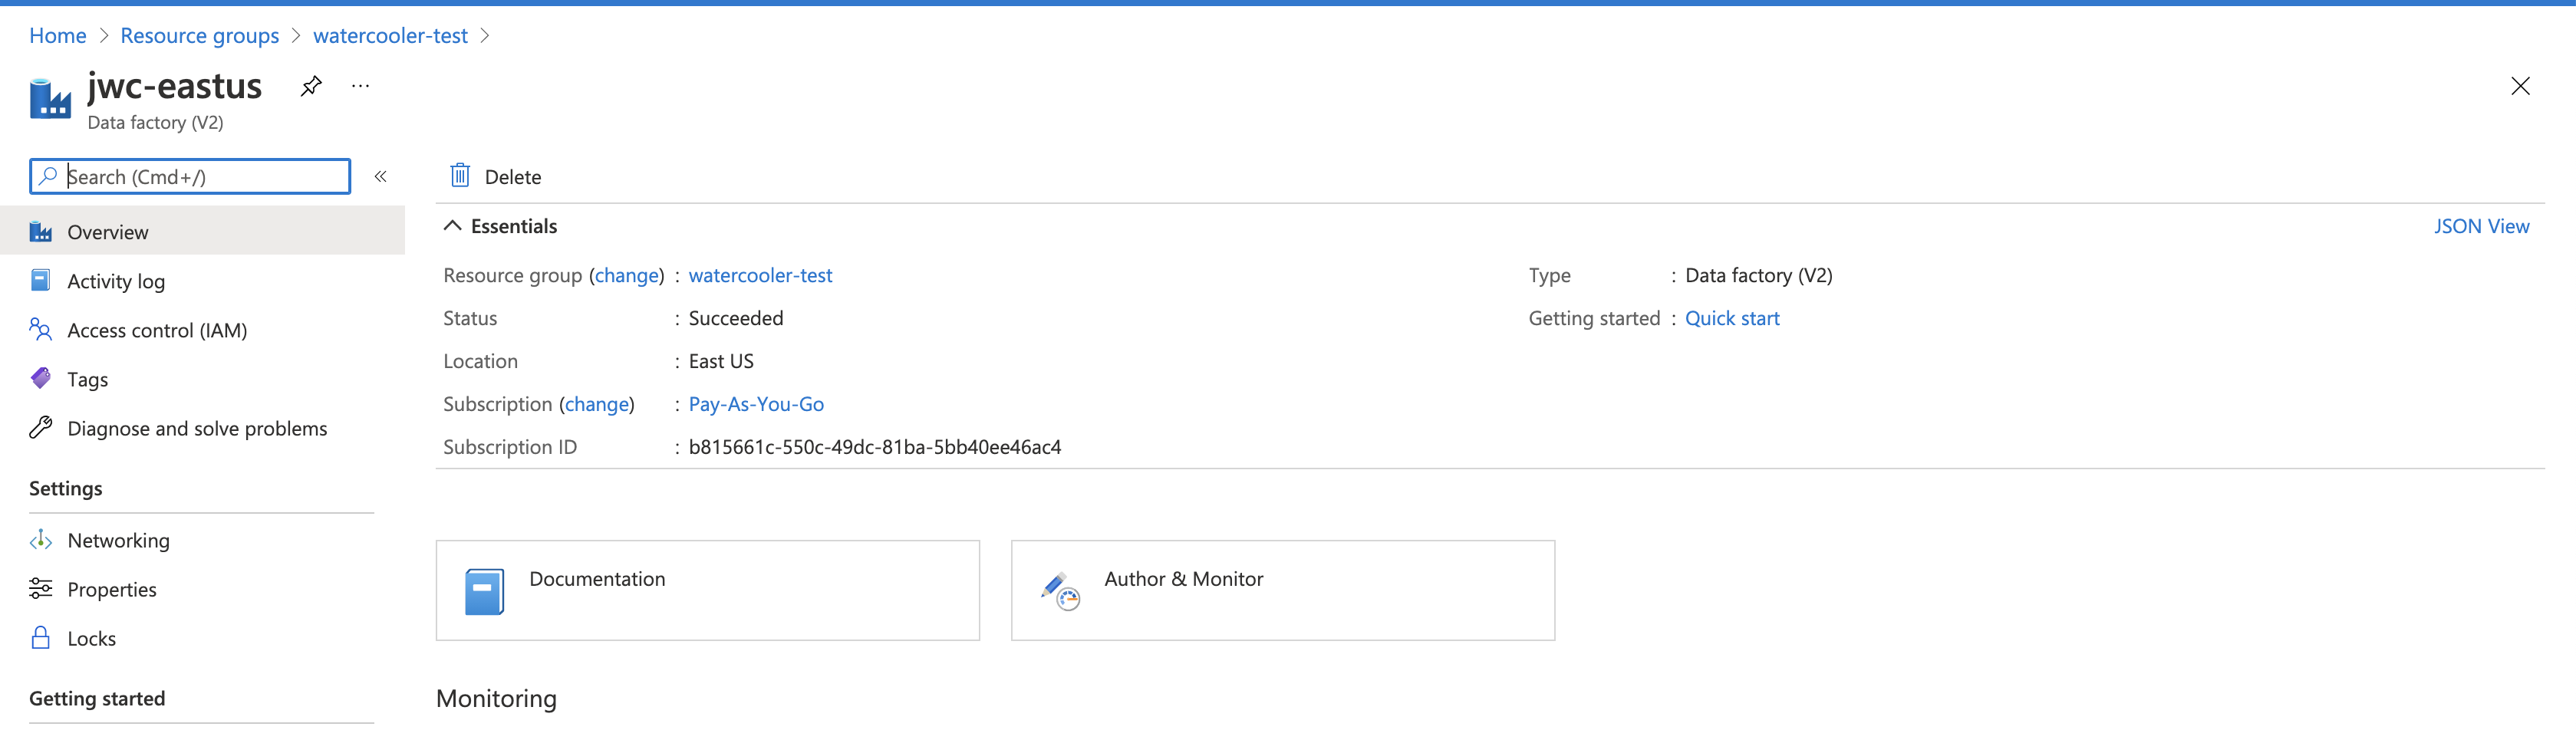 Home > Resource groups > watercooler-test >
jwc-eastus
Data factory (V2)
Search (Cmd+/)
Overview
Activity log
Access control (IAM)
Tags
Diagnose and solve problems
Settings
Networking
Properties
Locks
Getting started
Delete
Essentials
JSON View
Resource group (change) : watercooler-test
Status : Succeeded
Location : East US
Subscription (change) : Pay-As-You-Go
Subscription ID : b815661c-550c-49dc-81ba-5bb40ee46ac4
Type : Data factory (V2)
Getting started : Quick start
Documentation
Author & Monitor
Monitoring